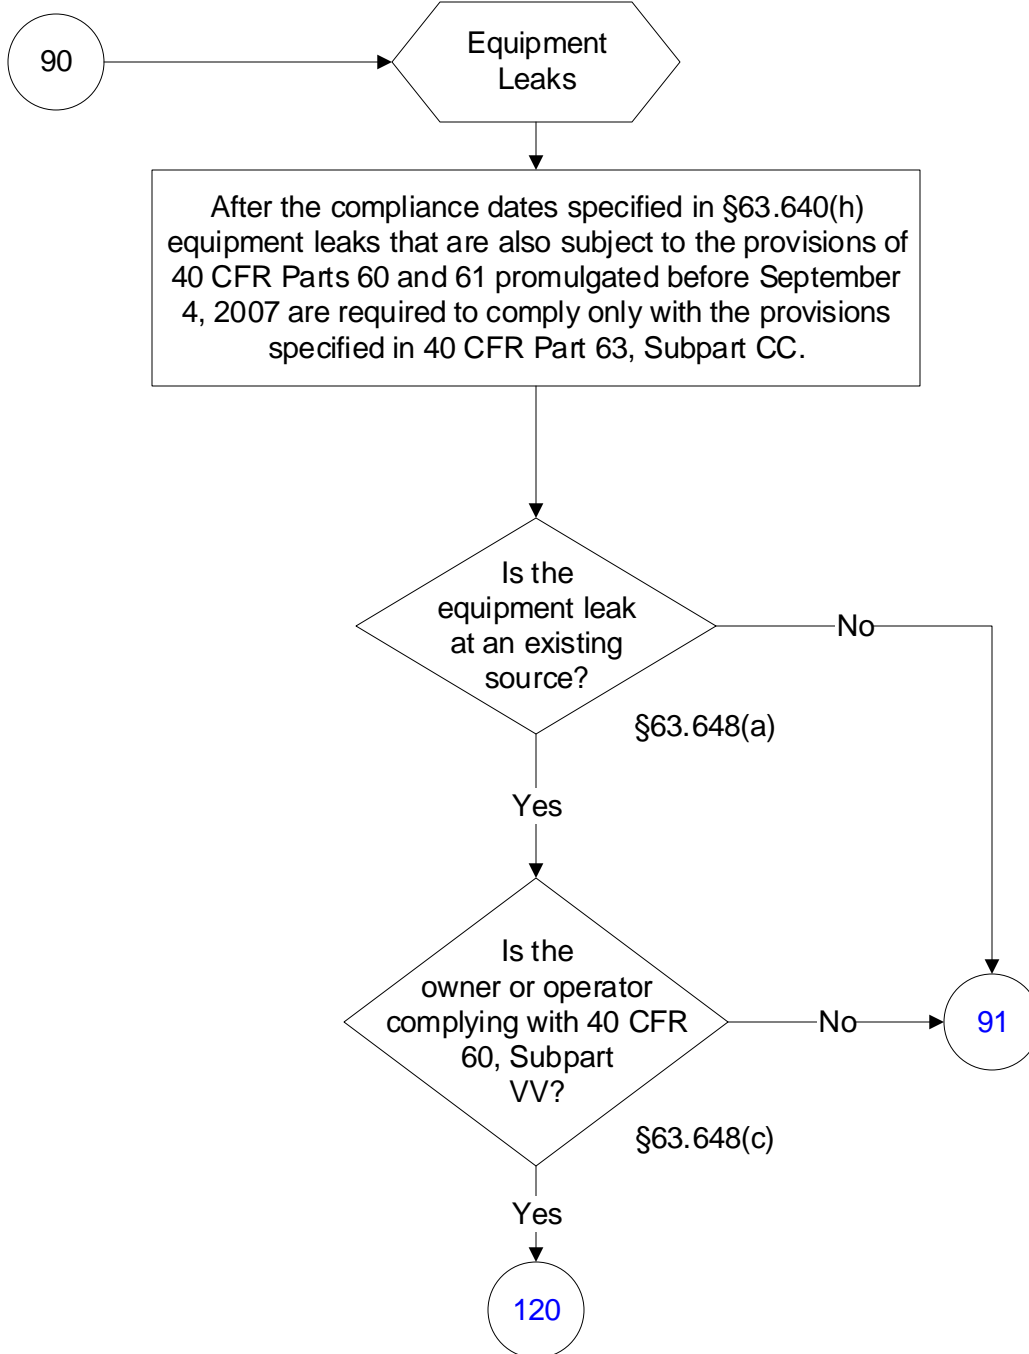 90
Equipment
Leaks
After the compliance dates specified in §63.640(h)
equipment leaks that are also subject to the provisions of
40 CFR Parts 60 and 61 promulgated before September
4, 2007 are required to comply only with the provisions
specified in 40 CFR Part 63, Subpart CC.
Is the
equipment leak
at an existing
source?
No
§63.648(a)
Yes
Is the
owner or operator
complying with 40 CFR
60, Subpart
VV?
No
91
§63.648(c)
Yes
120